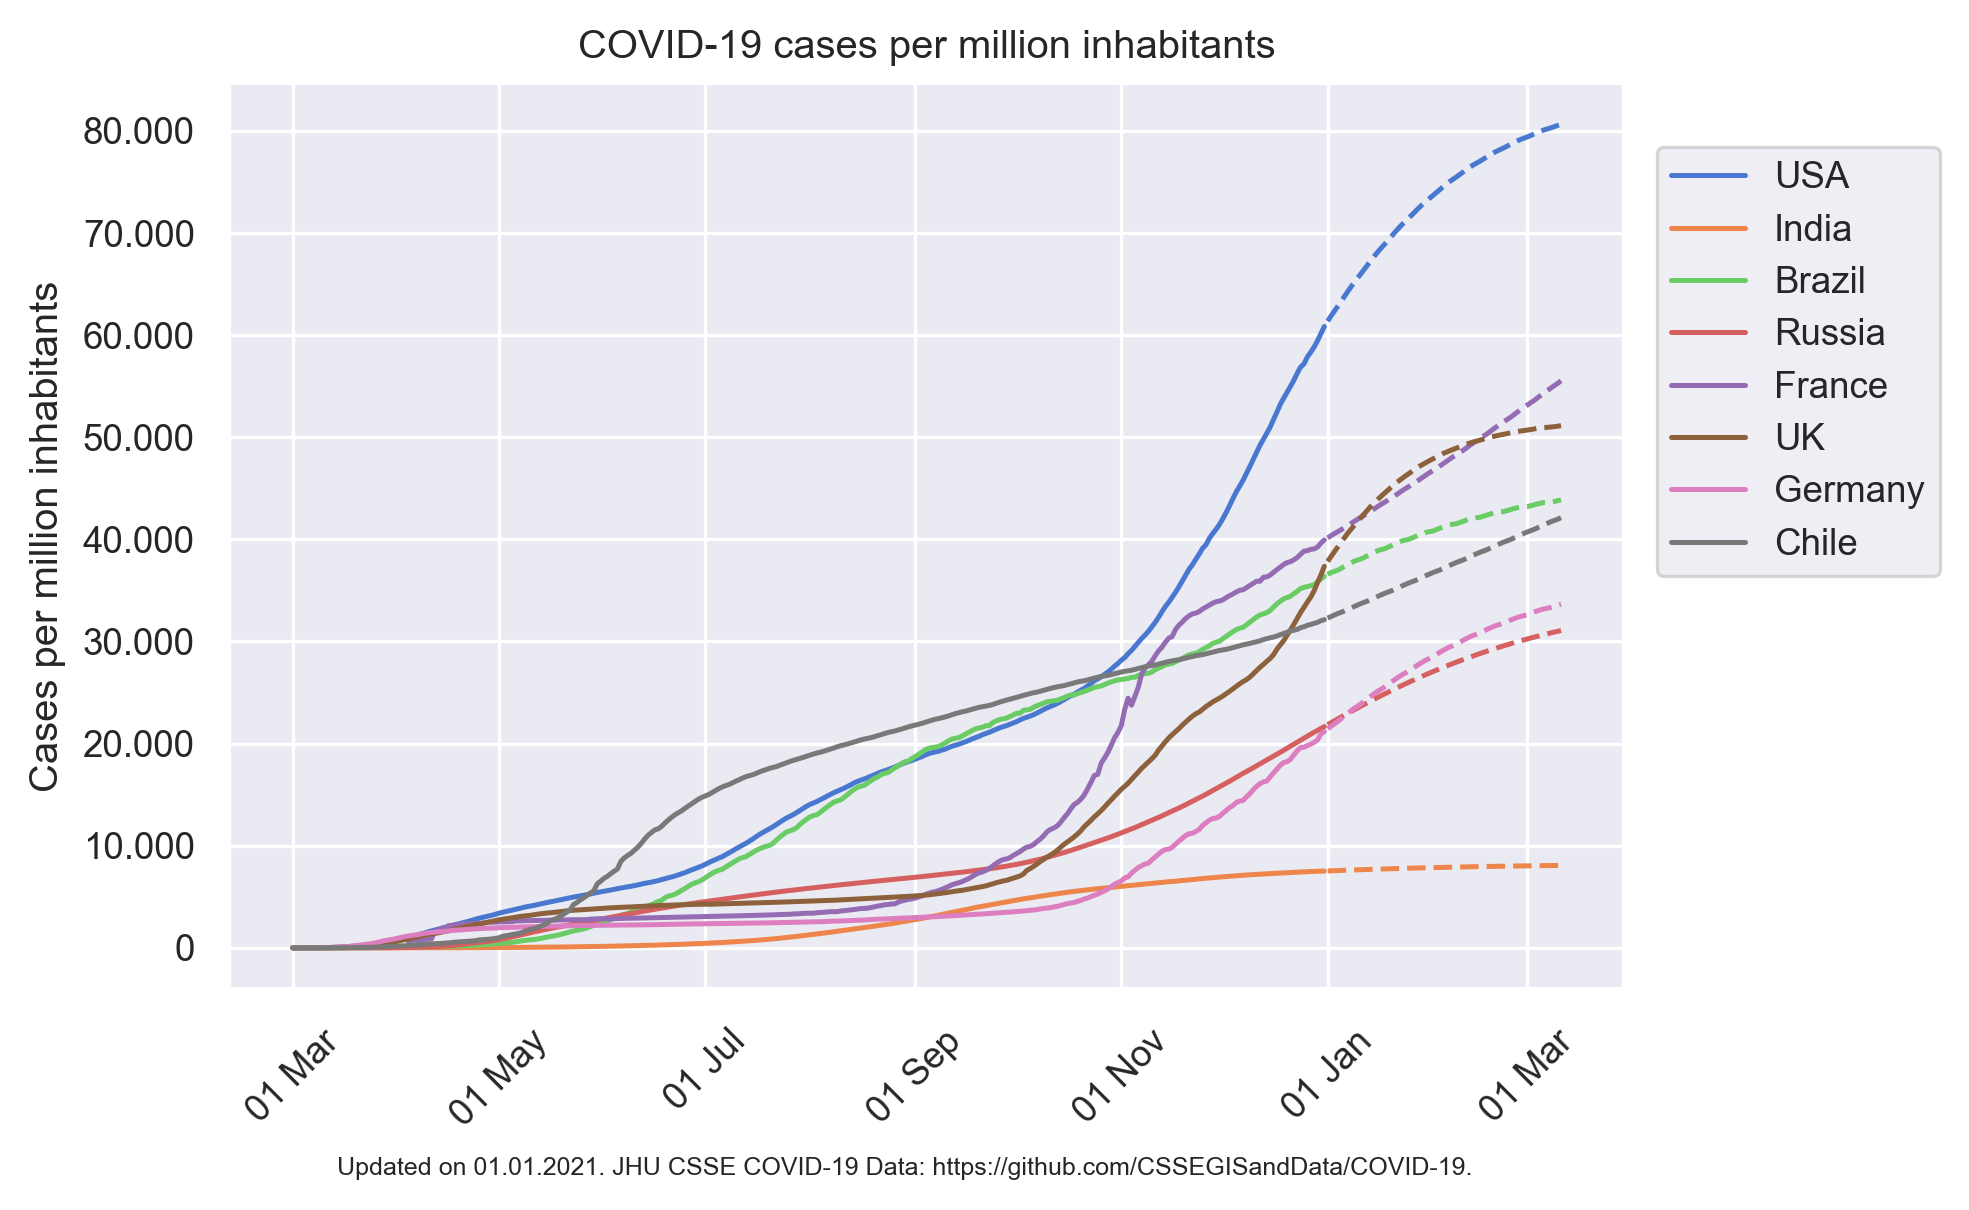 COVID-19 cases per million inhabitants
Cases per million inhabitants
80.000
70.000
60.000
50.000
40.000
30.000
20.000
10.000
0
01 Mar
01 May
01 Jul
01 Sep
01 Nov
01 Jan
01 Mar
USA
India
Brazil
Russia
France
UK
Germany
Chile
Updated on 01.01.2021. JHU CSSE COVID-19 Data: https://github.com/CSSEGISandData/COVID-19.